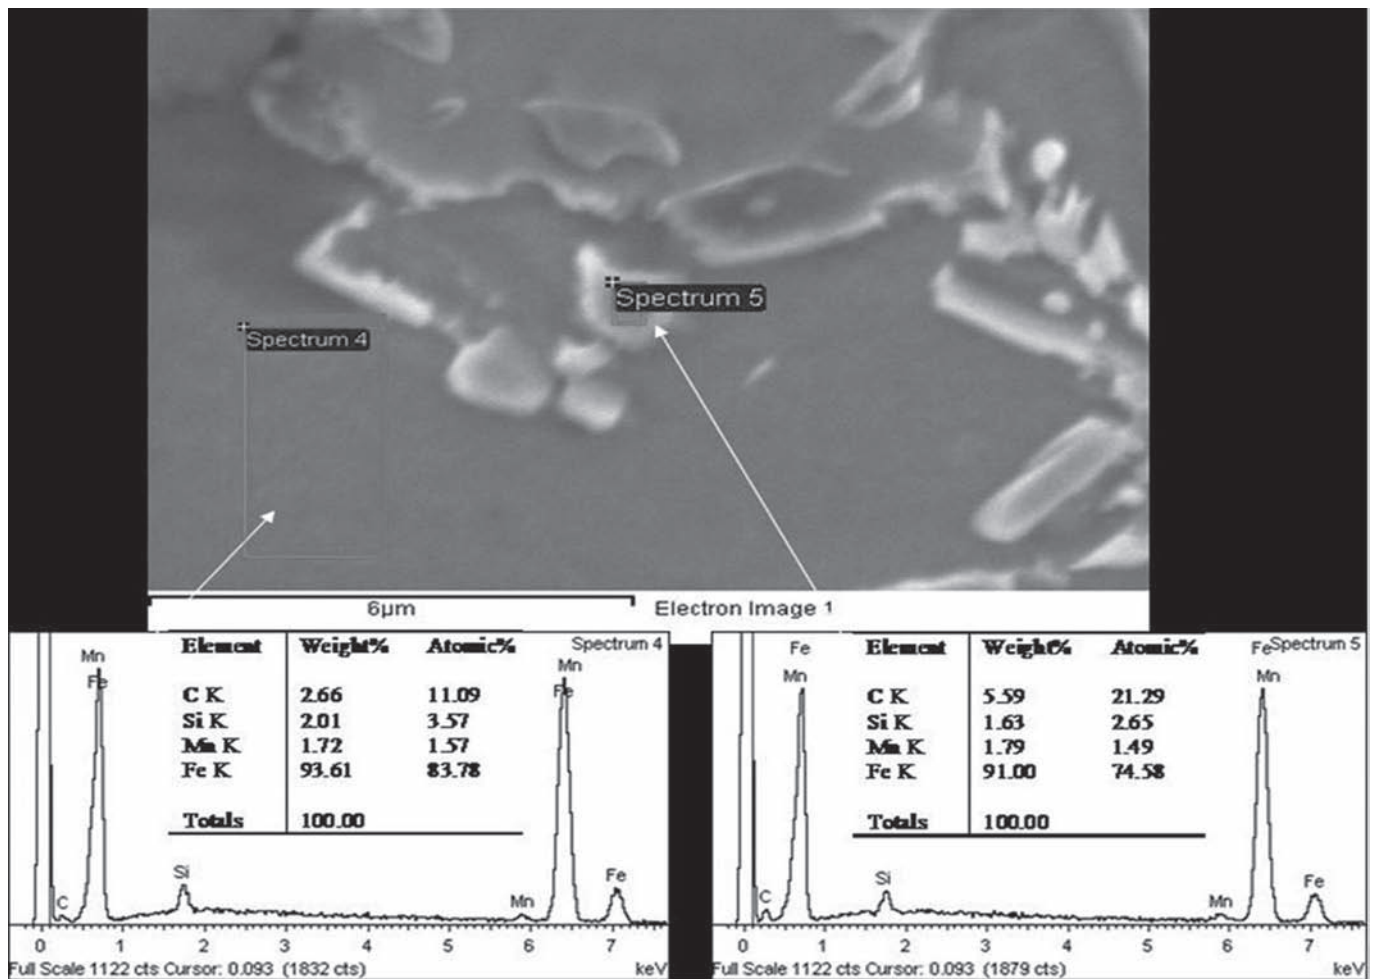 Spectrum 5
Spectrum 4
6μm
Electron Image 1
Spectrum 4
Element Weight% Atomic%
C K 2.66 11.09
Si K 2.01 3.57
Mn K 1.72 1.57
Fe K 93.61 83.78
Totals 100.00
Mn
Fe
C
Si
Mn
Mn
Fe
Fe
0 1 2 3 4 5 6 7
Full Scale 1122 cts Cursor: 0.093 (1832 cts) keV
Spectrum 5
Element Weight% Atomic%
C K 5.59 21.29
Si K 1.63 2.65
Mn K 1.79 1.49
Fe K 91.00 74.58
Totals 100.00
Fe
Mn
C
Si
Mn
Fe
Mn
Fe
0 1 2 3 4 5 6 7
Full Scale 1122 cts Cursor: 0.093 (1879 cts) keV